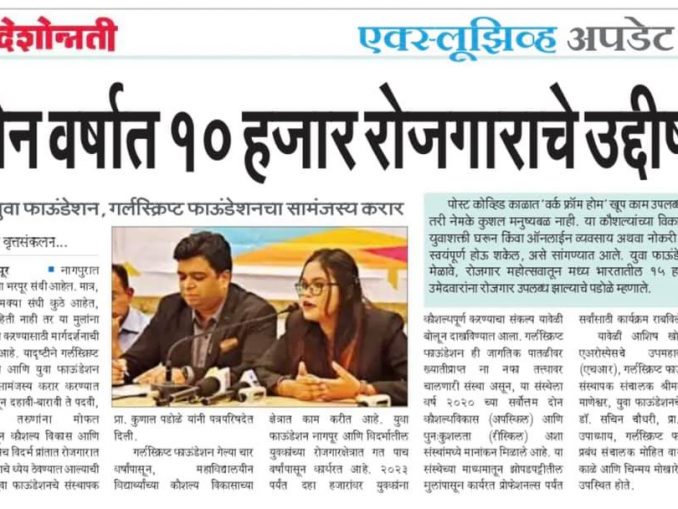 देशोन्नती
एक्स्लूझिव्ह अपडेट
वर्षात १० हजार रोजगाराचे
युवा फाऊंडेशन, गर्लस्क्रिप्ट फाऊंडेशनचा सामंजस्य करार
वृत्तसंकलन...
■ नागपुरात
भरपूर संधी आहेत. मात्र,
संधी कुठे आहेत,
नाही तर या मुलांना
करण्यासाठी मार्गदर्शनाची
आहे. यादृष्टीने गर्लस्क्रिप्ट
आणि युवा फाऊंडेशन
सामंजस्य करार करण्यात
दहावी-बारावी ते पदवी,
तरुणांना मोफत
कौशल्य विकास आणि
विदर्भ प्रांतात रोजगारात
ध्येय ठेवण्यात आल्याची
फाऊंडेशनचे संस्थापक
प्रा. कुणाल पडोळे यांनी पत्रपरिषदेत
दिली.
गर्लस्क्रिप्ट फाऊंडेशन गेल्या चार
वर्षांपासून, महाविद्यालयीन
विद्यार्थ्यांच्या कौशल्य विकासाच्या
क्षेत्रात काम करीत आहे. युवा
फाऊंडेशन नागपूर आणि विदर्भातील
युवकांच्या रोजगारक्षेत्रात गत पाच
वर्षांपासून कार्यरत आहे. २०२३
पर्यंत दहा हजारांवर युवकांना
पोस्ट कोव्हिड काळात 'वर्क फ्रॉम होम' खूप काम
तरी नेमके कुशल मनुष्यबळ नाही. या कौशल्यांच्या
युवाशक्ती घरून किंवा ऑनलाईन व्यवसाय अथवा नोकरी
स्वयंपूर्ण होऊ शकेल, असे सांगण्यात आले. युवा
मेळावे, रोजगार महोत्सवातून मध्य भारतातील १५
उमेदवारांना रोजगार उपलब्ध झाल्याचे पडोळे म्हणाले.
कौशल्यपूर्ण करण्याचा संकल्प यावेळी
बोलून दाखविण्यात आला. गर्लस्क्रिप्ट
फाऊंडेशन ही जागतिक पातळीवर
ख्यातीप्राप्त ना नफा तत्त्वावर
चालणारी संस्था असून, या संस्थेला
वर्ष २०२० च्या सर्वोत्तम दोन
कौशल्यविकास (अपस्किल) आणि
पुनःकुशलता (रीस्किल) अशा
संस्थांमध्ये मानांकन मिळाले आहे. या
संस्थेच्या माध्यमातून झोपडपट्टीतील
मुलांपासून कार्यरत प्रोफेशनल्स पर्यंत
सर्वांसाठी कार्यक्रम
यावेळी आशिष
एअरोस्पेसचे
(एचआर), गर्लस्क्रिप्ट
संस्थापक संचालक
माणेश्वर, युवा फाऊंडेशनचे
डॉ. सचिन चौधरी, प्रा.
उपाध्याय, गर्लस्क्रिप्ट
प्रबंध संचालक मोहित
काळे आणि चिन्मय
उपस्थित होते.